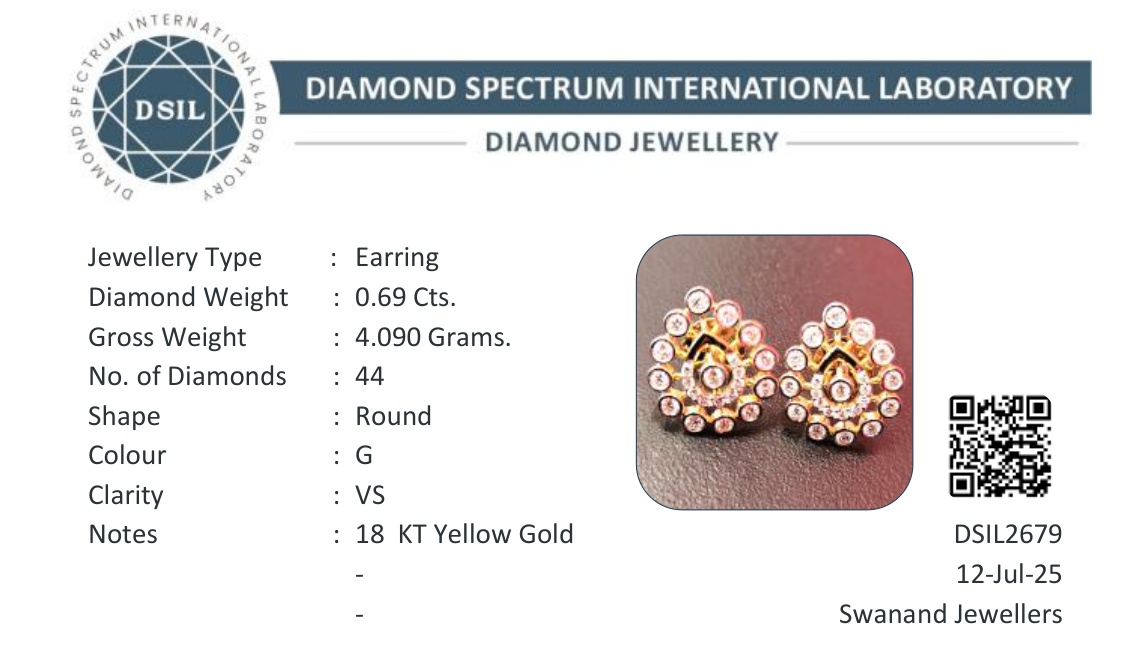 DIAMOND SPECTRUM INTERNATIONAL LABORATORY
DSIL
DIAMOND SPECTRUM INTERNATIONAL LABORATORY
DIAMOND JEWELLERY
Jewellery Type : Earring
Diamond Weight : 0.69 Cts.
Gross Weight : 4.090 Grams.
No. of Diamonds : 44
Shape : Round
Colour : G
Clarity : VS
Notes : 18 KT Yellow Gold
-
-
DSIL2679
12-Jul-25
Swanand Jewellers